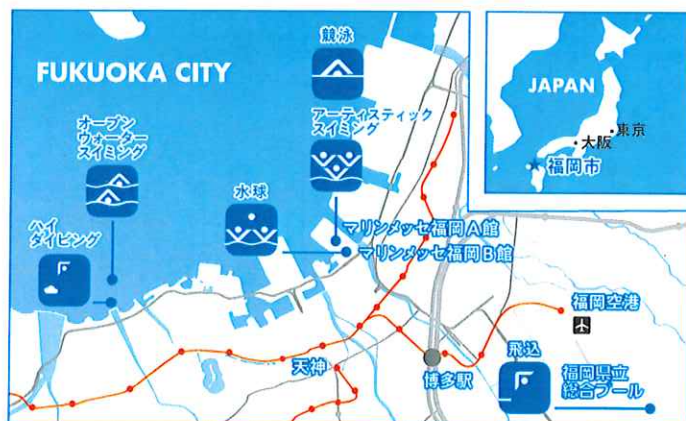 FUKUOKA CITY
競泳
アーティスティック
スイミング
オープン
ウォーター
スイミング
水球
ハイ
ダイビング
マリンメッセ福岡A館
マリンメッセ福岡B館
JAPAN
東京
大阪
福岡市
福岡空港
天神
博多駅
飛込
福岡県立
総合プール